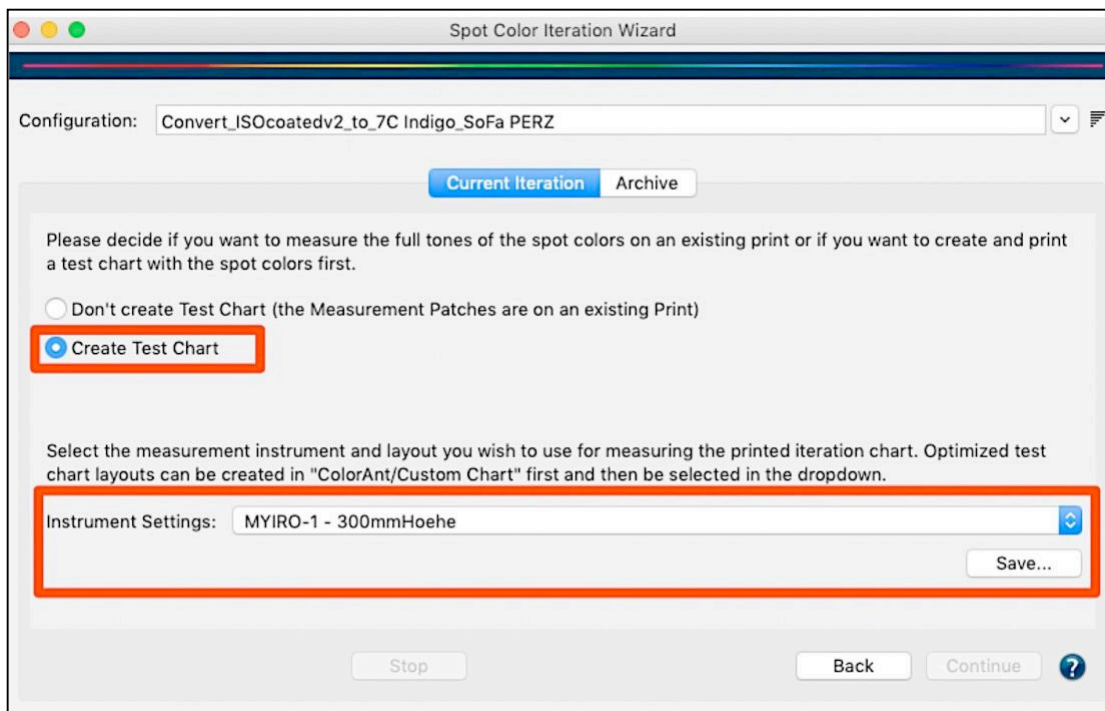 Spot Color Iteration Wizard
Configuration: Convert_ISOcoatedv2_to_7C Indigo_SoFa PERZ
Current Iteration Archive
Please decide if you want to measure the full tones of the spot colors on an existing print or if you want to create and print
a test chart with the spot colors first.
Don't create Test Chart (the Measurement Patches are on an existing Print)
Create Test Chart
Select the measurement instrument and layout you wish to use for measuring the printed iteration chart. Optimized test
chart layouts can be created in "ColorAnt/Custom Chart" first and then be selected in the dropdown.
Instrument Settings: MYIRO-1 - 300mmHoehe
Save...
Stop Back Continue ?